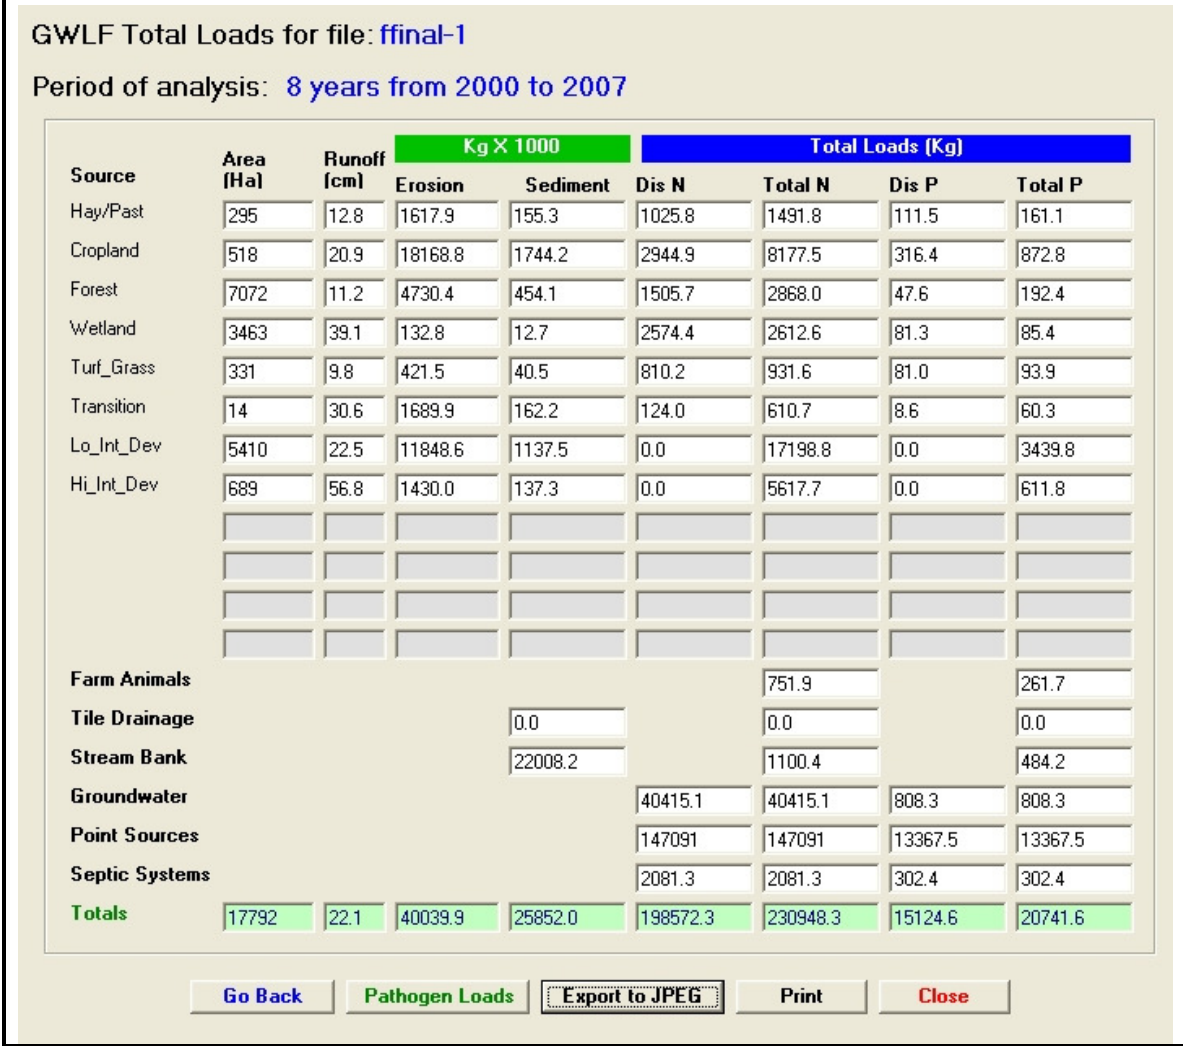 GWLF Total Loads for file: ffinal-1
Period of analysis: 8 years from 2000 to 2007
Kg X 1000 Total Loads (Kg)
Source Area (Ha) Runoff (cm) Erosion Sediment Dis N Total N Dis P Total P
Hay/Past 295 12.8 1617.9 155.3 1025.8 1491.8 111.5 161.1
Cropland 518 20.9 18168.8 1744.2 2944.9 8177.5 316.4 872.8
Forest 7072 11.2 4730.4 454.1 1505.7 2868.0 47.6 192.4
Wetland 3463 39.1 132.8 12.7 2574.4 2612.6 81.3 85.4
Turf_Grass 331 9.8 421.5 40.5 810.2 931.6 81.0 93.9
Transition 14 30.6 1689.9 162.2 124.0 610.7 8.6 60.3
Lo_Int_Dev 5410 22.5 11848.6 1137.5 0.0 17198.8 0.0 3439.8
Hi_Int_Dev 689 56.8 1430.0 137.3 0.0 5617.7 0.0 611.8
Farm Animals 751.9 261.7
Tile Drainage 0.0 0.0 0.0
Stream Bank 22008.2 1100.4 484.2
Groundwater 40415.1 40415.1 808.3 808.3
Point Sources 147091 147091 13367.5 13367.5
Septic Systems 2081.3 2081.3 302.4 302.4
Totals 17792 22.1 40039.9 25852.0 198572.3 230948.3 15124.6 20741.6
Go Back Pathogen Loads Export to JPEG Print Close